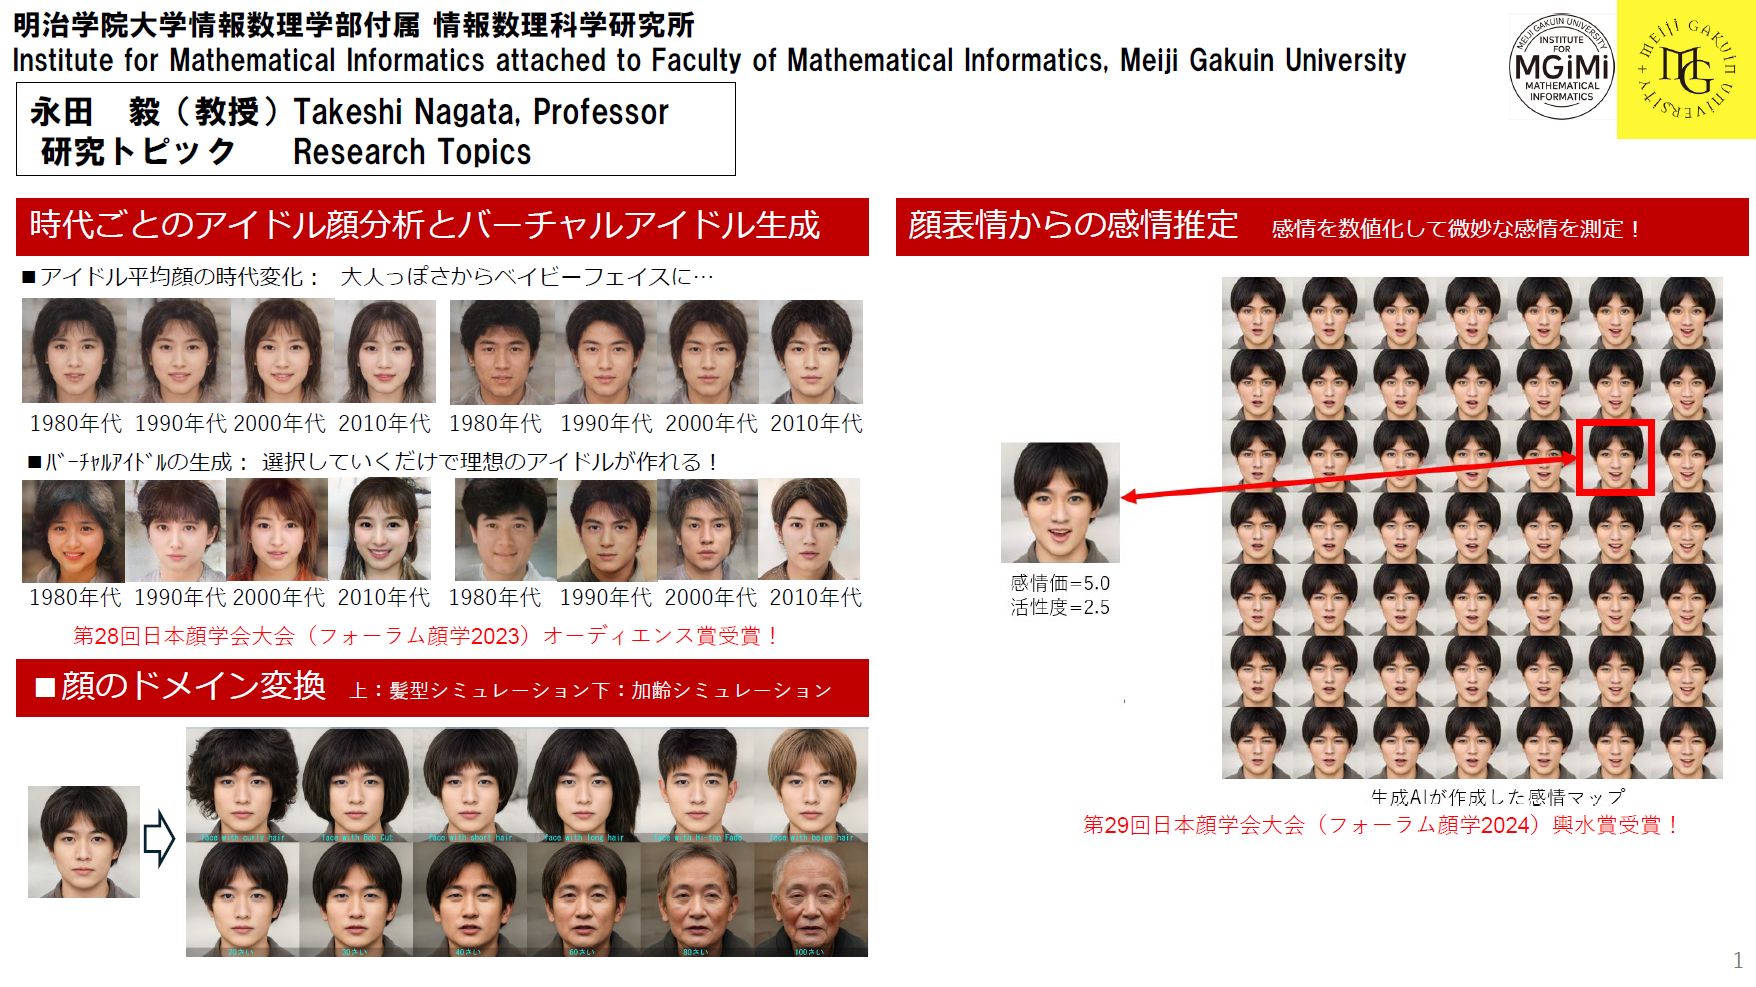 明治学院大学情報数理学部付属 情報数理科学研究所
Institute for Mathematical Informatics attached to Faculty of Mathematical Informatics, Meiji Gakuin University
MEIJI GAKUIN UNIVERSITY
INSTITUTE
FOR
MGiMi
MATHEMATICAL
INFORMATICS
MEIJI GAKUIN UNIVERSITY
MG
永田 毅（教授）Takeshi Nagata, Professor
研究トピック Research Topics
時代ごとのアイドル顔分析とバーチャルアイドル生成
■アイドル平均顔の時代変化： 大人っぽさからベイビーフェイスに…
1980年代 1990年代 2000年代 2010年代 1980年代 1990年代 2000年代 2010年代
■ﾊﾞｰﾁｬﾙｱｲﾄﾞﾙの生成： 選択していくだけで理想のアイドルが作れる！
1980年代 1990年代 2000年代 2010年代 1980年代 1990年代 2000年代 2010年代
第28回日本顔学会大会（フォーラム顔学2023）オーディエンス賞受賞！
■顔のドメイン変換 上：髪型シミュレーション下：加齢シミュレーション
face with curly hair face with Bob Cut face with short hair face with long hair face with Hi-top Fade face with beige hair
20さい 30さい 40さい 60さい 80さい 100さい
顔表情からの感情推定 感情を数値化して微妙な感情を測定！
感情価=5.0
活性度=2.5
生成AIが作成した感情マップ
第29回日本顔学会大会（フォーラム顔学2024）輿水賞受賞！
1